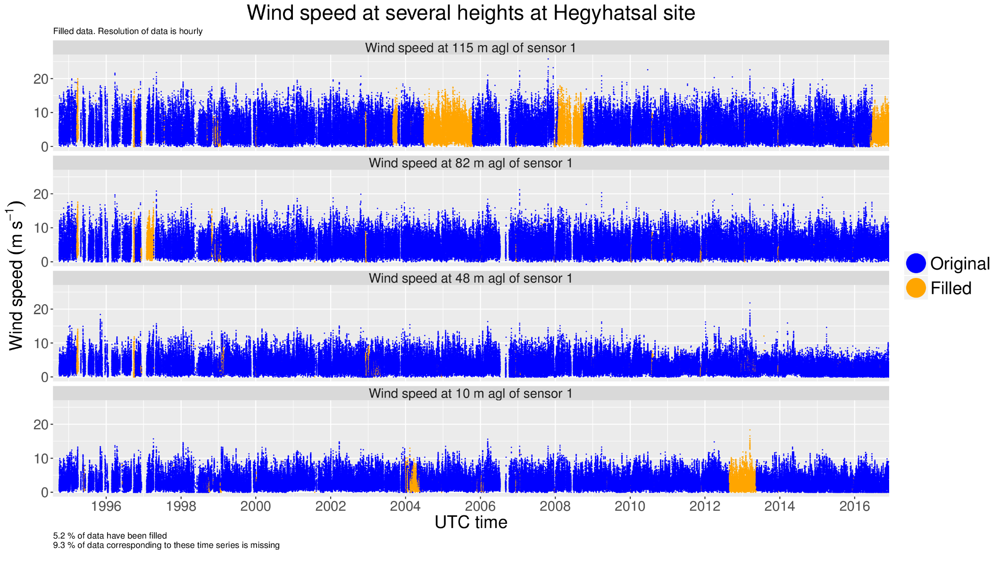 Wind speed at several heights at Hegyhatsal site
Filled data. Resolution of data is hourly
Wind speed at 115 m agl of sensor 1
20
10
0
Wind speed at 82 m agl of sensor 1
20
10
0
Wind speed at 48 m agl of sensor 1
20
10
0
Wind speed at 10 m agl of sensor 1
20
10
0
Wind speed (m s⁻¹)
1996 1998 2000 2002 2004 2006 2008 2010 2012 2014 2016
UTC time
Original
Filled
5.2 % of data have been filled
9.3 % of data corresponding to these time series is missing